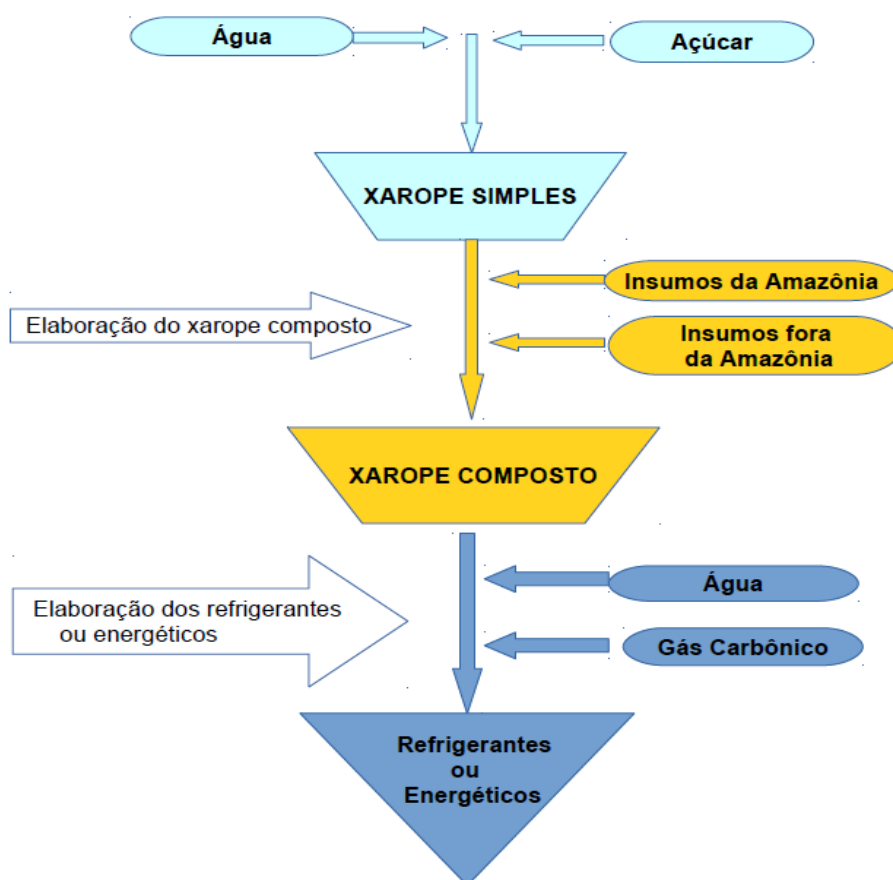 Água
Açúcar
XAROPE SIMPLES
Insumos da Amazônia
Elaboração do xarope composto
Insumos fora
da Amazônia
XAROPE COMPOSTO
Água
Elaboração dos refrigerantes
ou energéticos
Gás Carbônico
Refrigerantes
ou
Energéticos